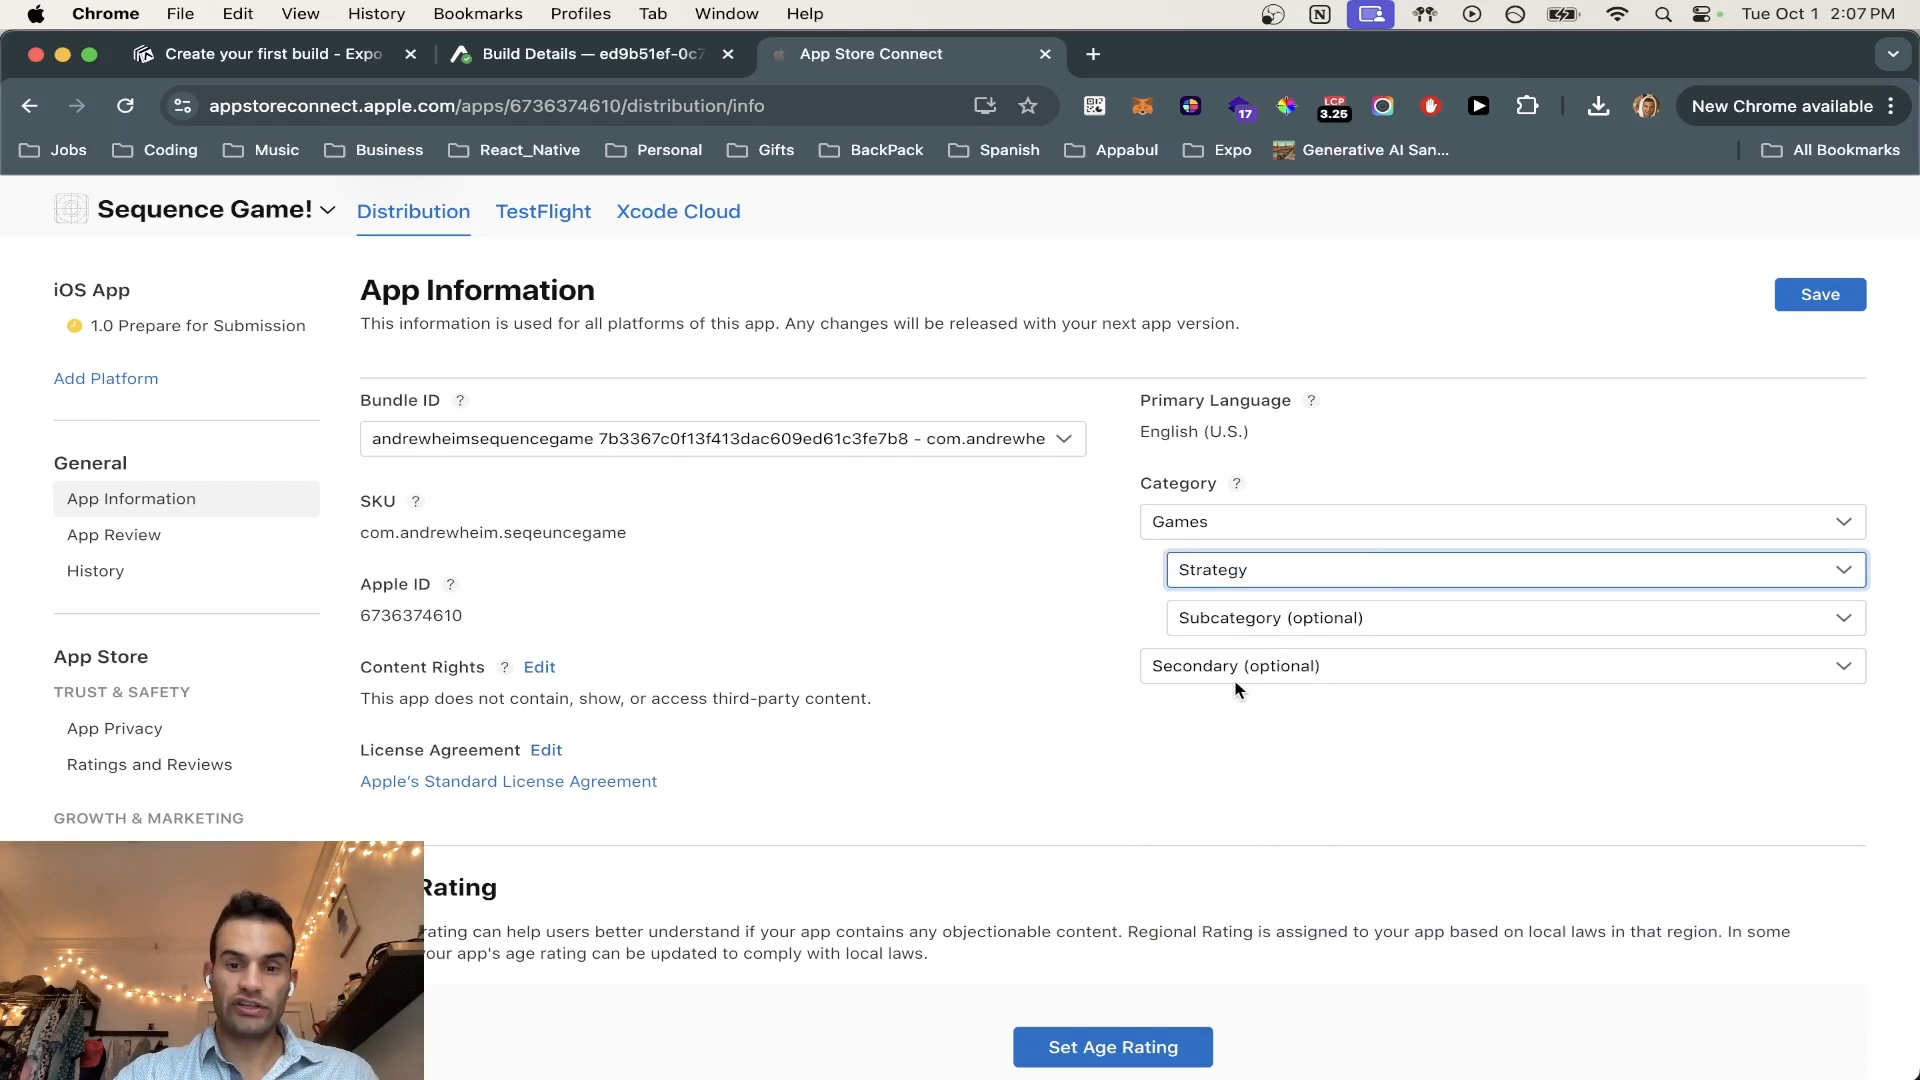 Chrome File Edit View History Bookmarks Profiles Tab Window Help Tue Oct 1 2:07 PM
Create your first build - Expo
Build Details — ed9b51ef-0c7
App Store Connect
appstoreconnect.apple.com/apps/6736374610/distribution/info
17
LCP
3.25
New Chrome available
Jobs Coding Music Business React_Native Personal Gifts BackPack Spanish Appabul Expo Generative AI San... All Bookmarks
Sequence Game! Distribution TestFlight Xcode Cloud
iOS App
1.0 Prepare for Submission
Add Platform
General
App Information
App Review
History
App Store
TRUST & SAFETY
App Privacy
Ratings and Reviews
GROWTH & MARKETING
App Information
Save
This information is used for all platforms of this app. Any changes will be released with your next app version.
Bundle ID ?
andrewheimsequencegame 7b3367c0f13f413dac609ed61c3fe7b8 - com.andrewhe
SKU ?
com.andrewheim.seqeuncegame
Apple ID ?
6736374610
Content Rights ? Edit
This app does not contain, show, or access third-party content.
License Agreement Edit
Apple's Standard License Agreement
Primary Language ?
English (U.S.)
Category ?
Games
Strategy
Subcategory (optional)
Secondary (optional)
Rating
rating can help users better understand if your app contains any objectionable content. Regional Rating is assigned to your app based on local laws in that region. In some
your app's age rating can be updated to comply with local laws.
Set Age Rating